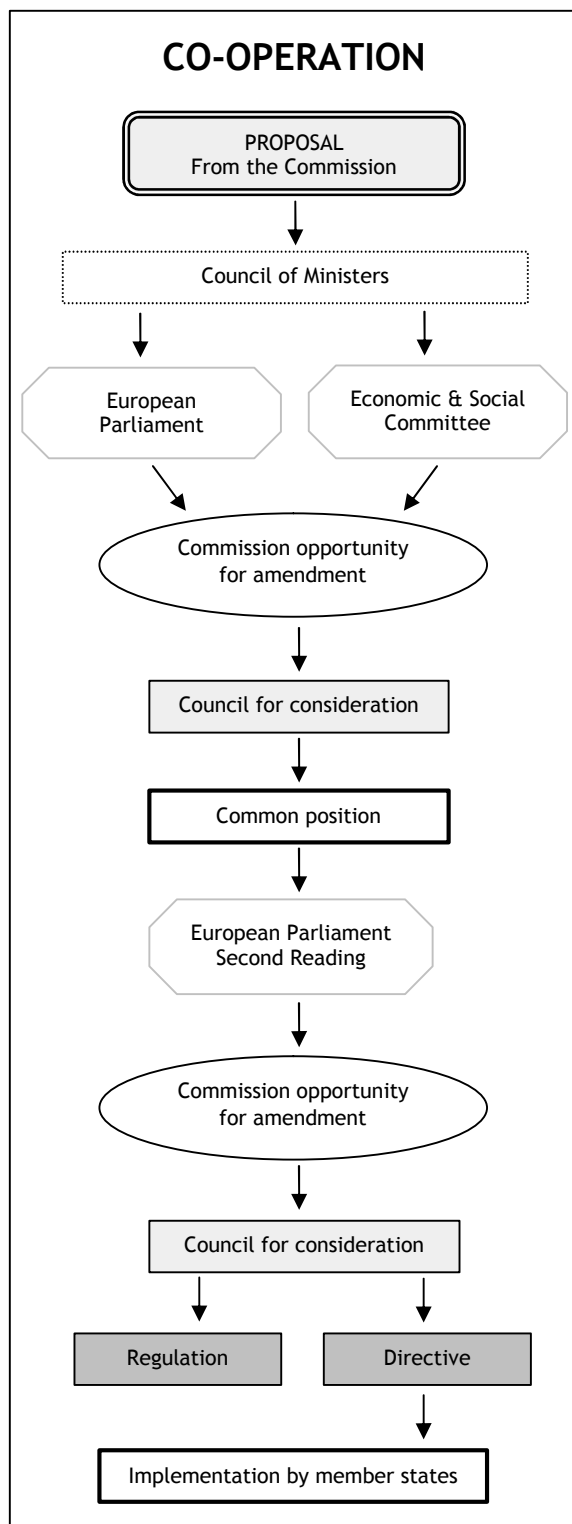 CO-OPERATION
PROPOSAL
From the Commission
Council of Ministers
European
Parliament
Economic & Social
Committee
Commission opportunity
for amendment
Council for consideration
Common position
European Parliament
Second Reading
Commission opportunity
for amendment
Council for consideration
Regulation
Directive
Implementation by member states